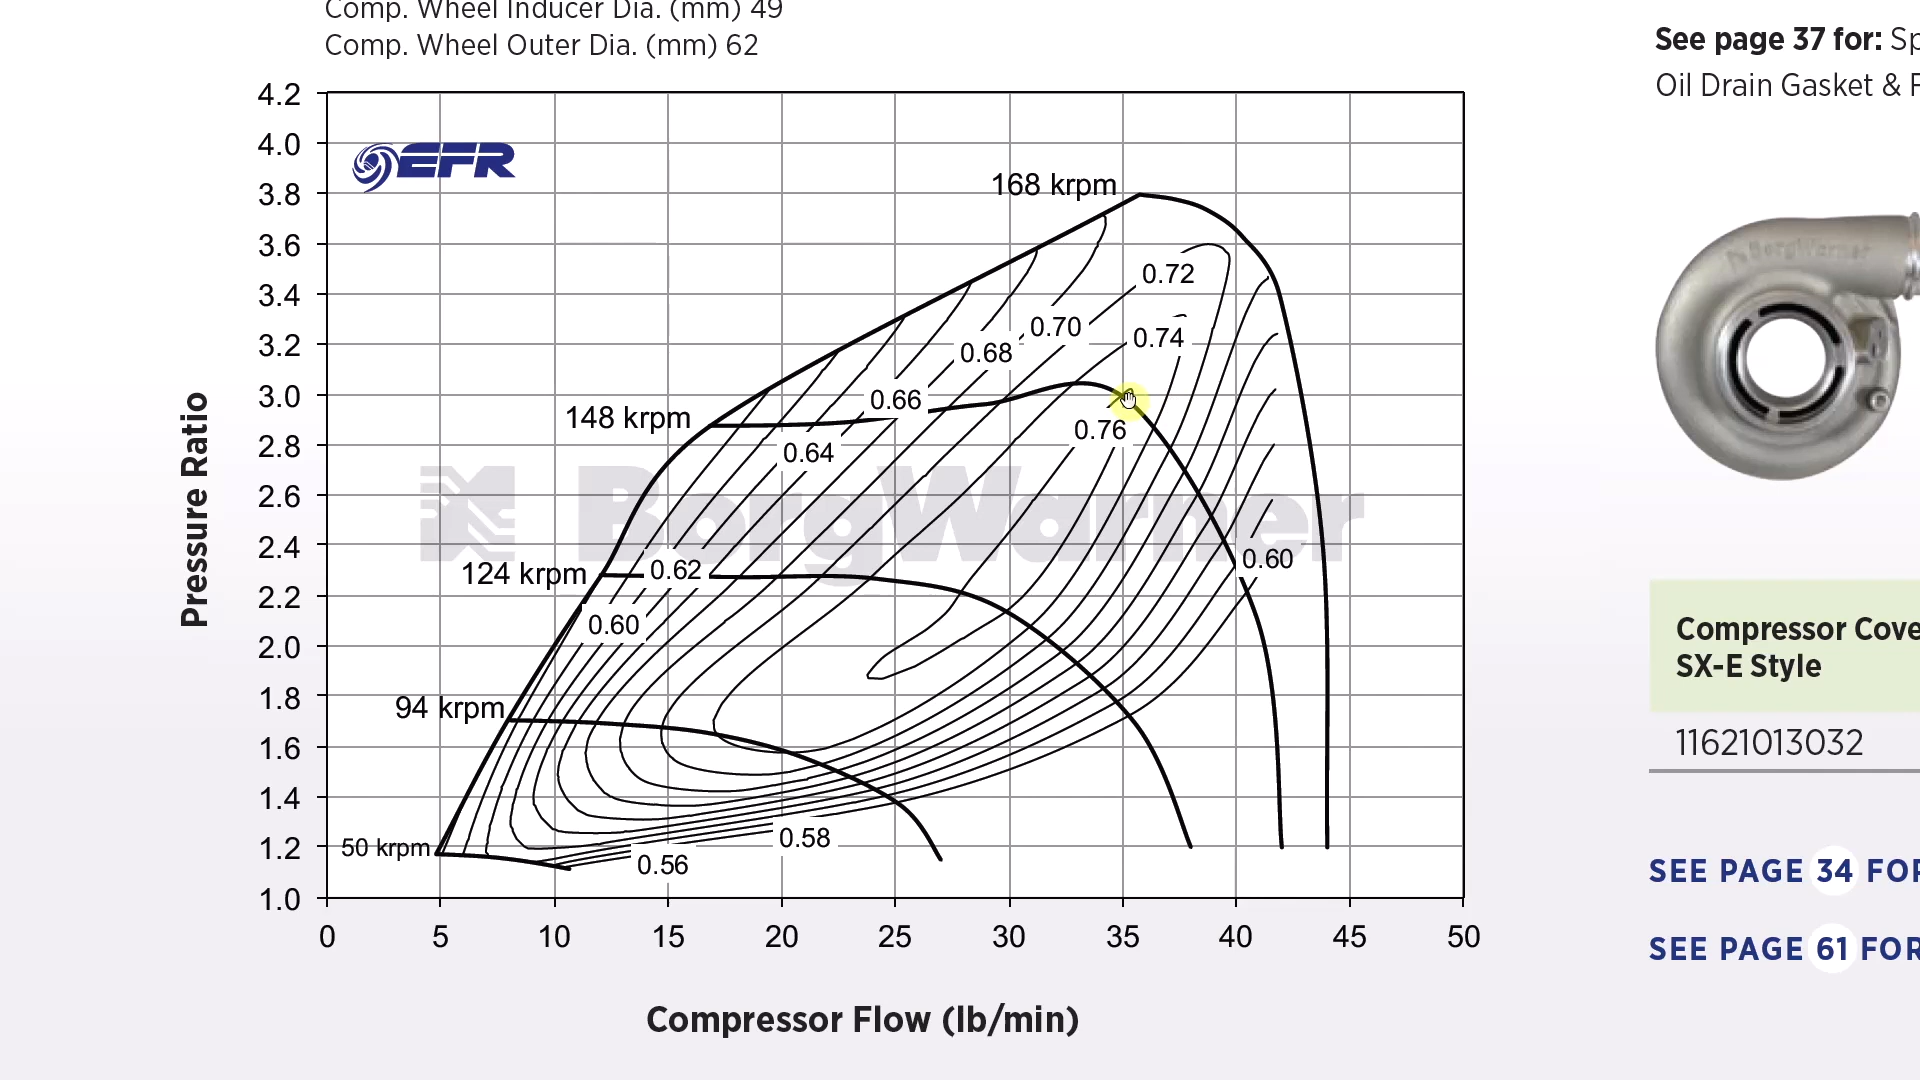 Comp. Wheel Inducer Dia. (mm) 49
Comp. Wheel Outer Dia. (mm) 62
See page 37 for: Sp
Oil Drain Gasket & F
4.2
4.0
3.8
3.6
3.4
3.2
3.0
2.8
2.6
2.4
2.2
2.0
1.8
1.6
1.4
1.2
1.0
Pressure Ratio
EFR
BorgWarner
168 krpm
148 krpm
124 krpm
94 krpm
50 krpm
0.72
0.70
0.74
0.68
0.66
0.76
0.64
0.62
0.60
0.60
0.58
0.56
0 5 10 15 20 25 30 35 40 45 50
Compressor Flow (lb/min)
BorgWarner
Compressor Cove
SX-E Style
11621013032
SEE PAGE 34 FOR
SEE PAGE 61 FOR